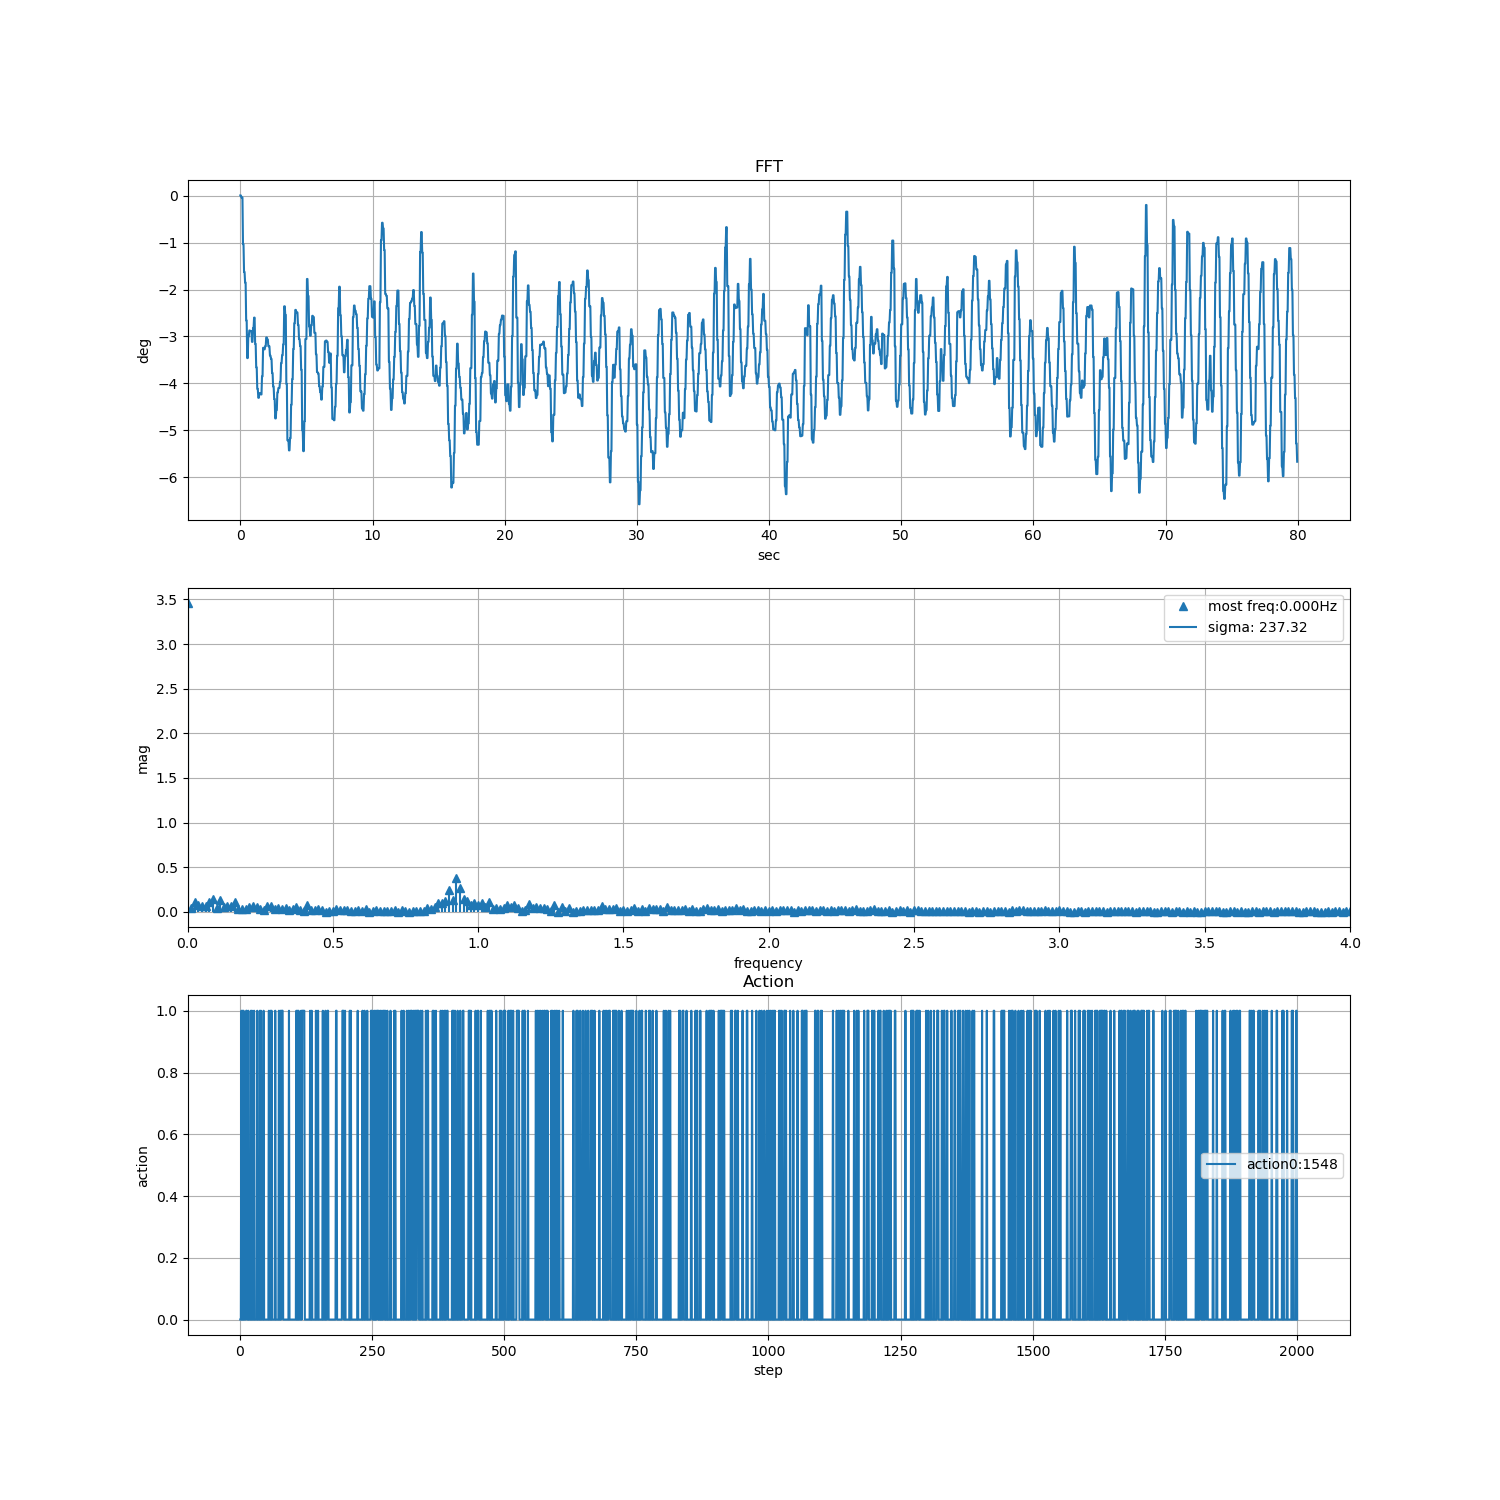 FFT
0
−1
−2
−3
−4
−5
−6
deg
0 10 20 30 40 50 60 70 80
sec
3.5
3.0
2.5
2.0
1.5
1.0
0.5
0.0
mag
most freq:0.000Hz
sigma: 237.32
0.0 0.5 1.0 1.5 2.0 2.5 3.0 3.5 4.0
frequency
Action
1.0
0.8
0.6
0.4
0.2
0.0
action
action0:1548
0 250 500 750 1000 1250 1500 1750 2000
step